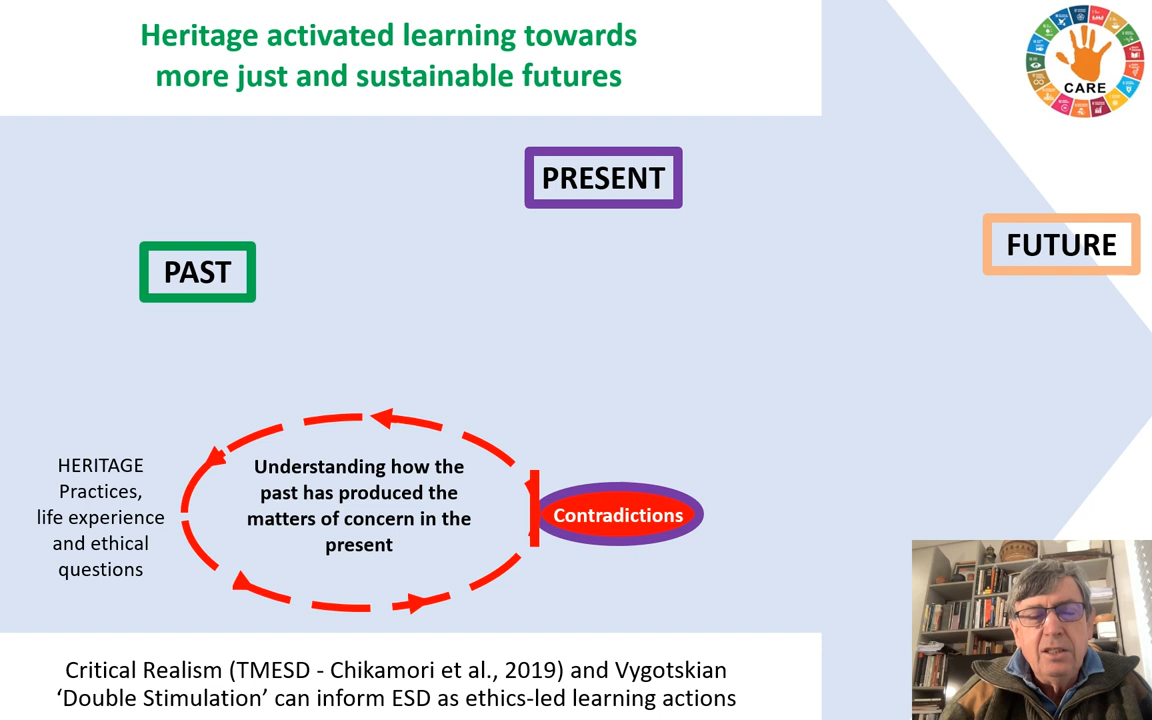 Heritage activated learning towards
more just and sustainable futures
CARE
PRESENT
FUTURE
PAST
HERITAGE
Practices,
life experience
and ethical
questions
Understanding how the
past has produced the
matters of concern in the
present
Contradictions
Critical Realism (TMESD - Chikamori et al., 2019) and Vygotskian
‘Double Stimulation’ can inform ESD as ethics-led learning actions